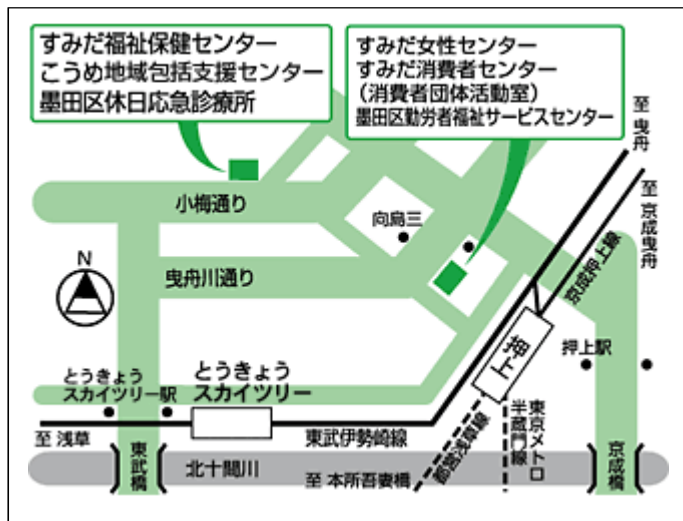 すみだ福祉保健センター
こうめ地域包括支援センター
墨田区休日応急診療所
すみだ女性センター
すみだ消費者センター
(消費者団体活動室)
墨田区勤労者福祉サービスセンター
至 曳舟
至 京成曳舟
小梅通り
向島三
N
曳舟川通り
京成押上線
押上
押上駅
とうきょう
スカイツリー駅
とうきょう
スカイツリー
至 浅草
東武伊勢崎線
都営浅草線
東京メトロ
半蔵門線
東武橋
北十間川
至 本所吾妻橋
京成橋